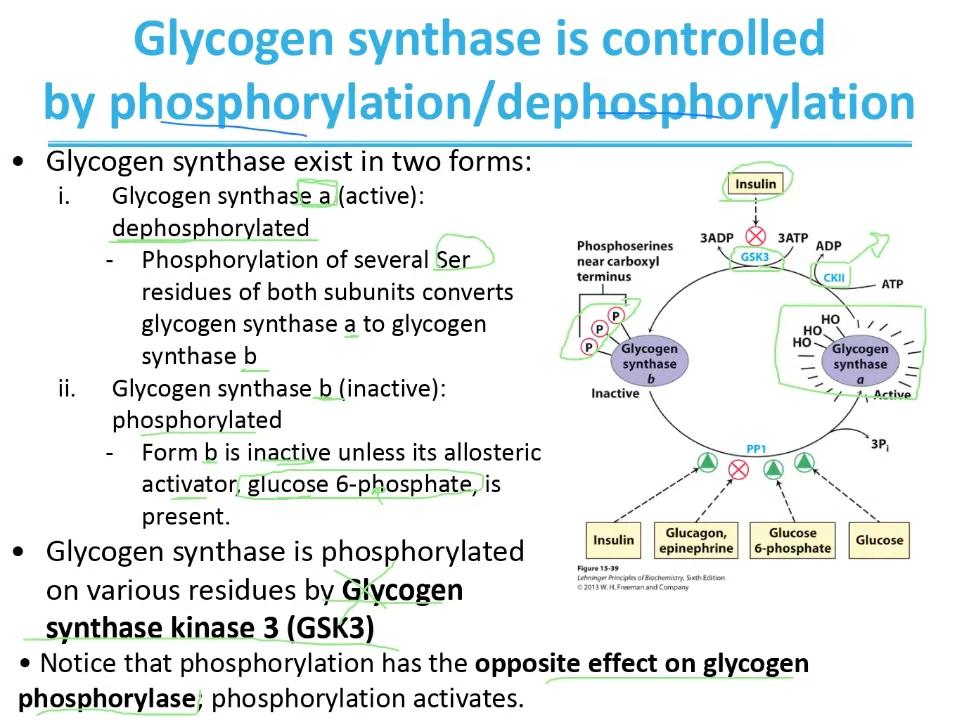 Glycogen synthase is controlled
by phosphorylation/dephosphorylation
• Glycogen synthase exist in two forms:
i. Glycogen synthase a (active):
dephosphorylated
- Phosphorylation of several Ser
residues of both subunits converts
glycogen synthase a to glycogen
synthase b
ii. Glycogen synthase b (inactive):
phosphorylated
- Form b is inactive unless its allosteric
activator, glucose 6-phosphate, is
present.
• Glycogen synthase is phosphorylated
on various residues by Glycogen
synthase kinase 3 (GSK3)
• Notice that phosphorylation has the opposite effect on glycogen
phosphorylase; phosphorylation activates.
Insulin
3ADP
3ATP
GSK3
ADP
CKII
ATP
Phosphoserines
near carboxyl
terminus
P
P
P
Glycogen
synthase
b
Inactive
HO
HO
HO
Glycogen
synthase
a
Active
PP1
3Pi
Insulin
Glucagon,
epinephrine
Glucose
6-phosphate
Glucose
Figure 15-39
Lehninger Principles of Biochemistry, Sixth Edition
© 2013 W. H. Freeman and Company